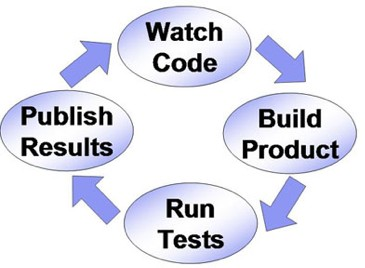 Watch
Code
Build
Product
Run
Tests
Publish
Results